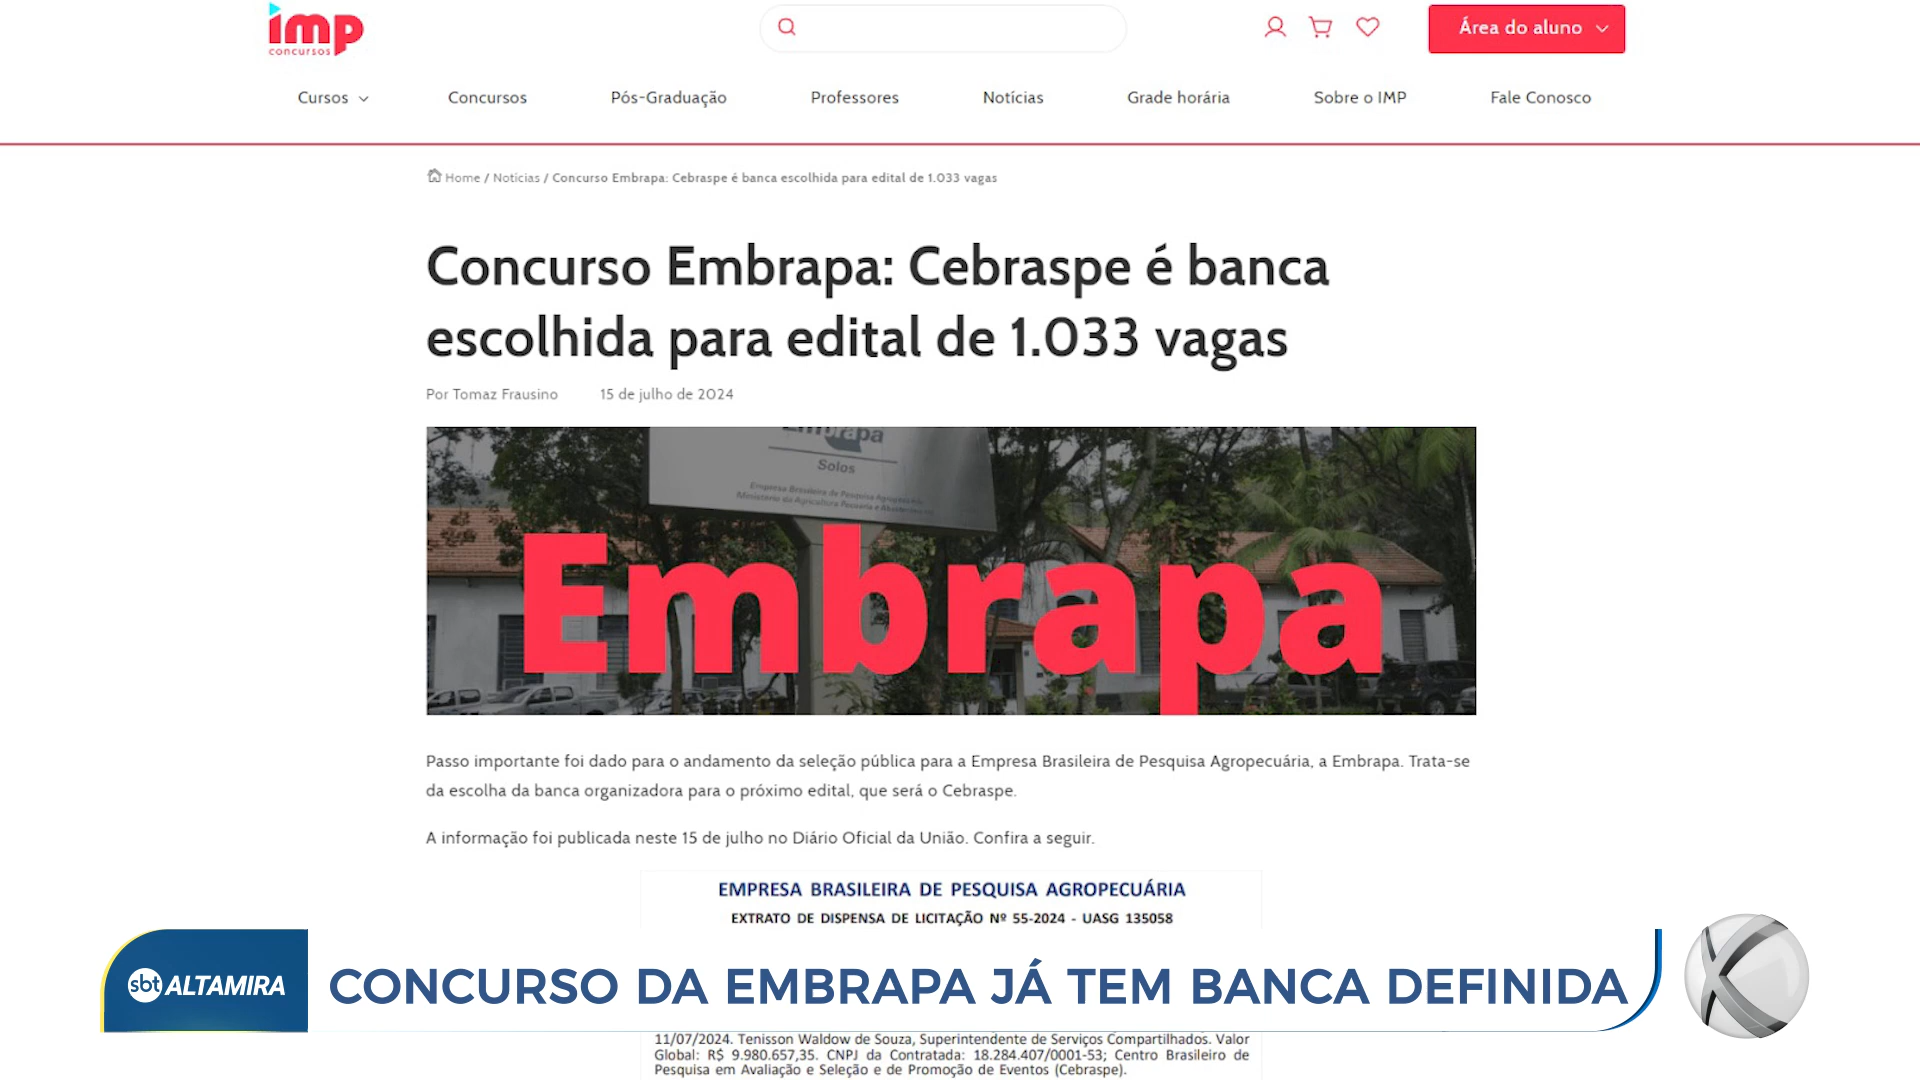 imp
concursos
Área do aluno
Cursos
Concursos
Pós-Graduação
Professores
Notícias
Grade horária
Sobre o IMP
Fale Conosco
Home / Notícias / Concurso Embrapa: Cebraspe é banca escolhida para edital de 1.033 vagas
Concurso Embrapa: Cebraspe é banca
escolhida para edital de 1.033 vagas
Por Tomaz Frausino 15 de julho de 2024
Embrapa
Solos
Empresa Brasileira de Pesquisa Agropecuária
Embrapa
Passo importante foi dado para o andamento da seleção pública para a Empresa Brasileira de Pesquisa Agropecuária, a Embrapa. Trata-se
da escolha da banca organizadora para o próximo edital, que será o Cebraspe.
A informação foi publicada neste 15 de julho no Diário Oficial da União. Confira a seguir.
EMPRESA BRASILEIRA DE PESQUISA AGROPECUÁRIA
EXTRATO DE DISPENSA DE LICITAÇÃO Nº 55-2024 - UASG 135058
sbt ALTAMIRA
CONCURSO DA EMBRAPA JÁ TEM BANCA DEFINIDA
11/07/2024. Tenisson Waldow de Souza, Superintendente de Serviços Compartilhados. Valor
Global: R$ 9.980.657,35. CNPJ da Contratada: 18.284.407/0001-53; Centro Brasileiro de
Pesquisa em Avaliação e Seleção e de Promoção de Eventos (Cebraspe).